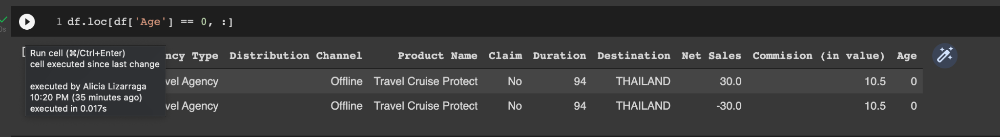 1 df.loc[df['Age'] == 0, :]
0s
Run cell (⌘/Ctrl+Enter)
cell executed since last change
executed by Alicia Lizarraga
10:20 PM (35 minutes ago)
executed in 0.017s
Type Distribution Channel Product Name Claim Duration Destination Net Sales Commision (in value) Age
Agency Offline Travel Cruise Protect No 94 THAILAND 30.0 10.5 0
Agency Offline Travel Cruise Protect No 94 THAILAND -30.0 10.5 0